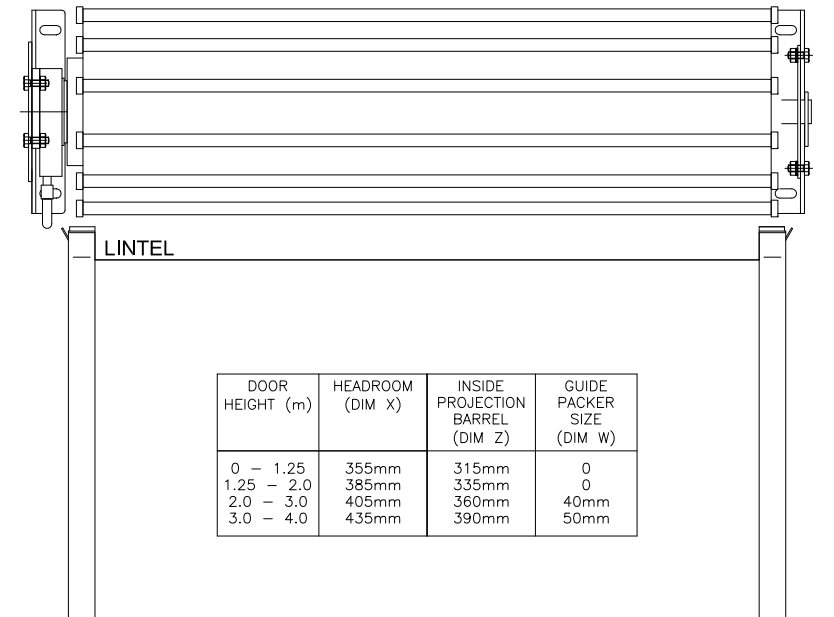 LINTEL
DOOR HEIGHT (m) HEADROOM (DIM X) INSIDE PROJECTION BARREL (DIM Z) GUIDE PACKER SIZE (DIM W)
0 – 1.25 355mm 315mm 0
1.25 – 2.0 385mm 335mm 0
2.0 – 3.0 405mm 360mm 40mm
3.0 – 4.0 435mm 390mm 50mm